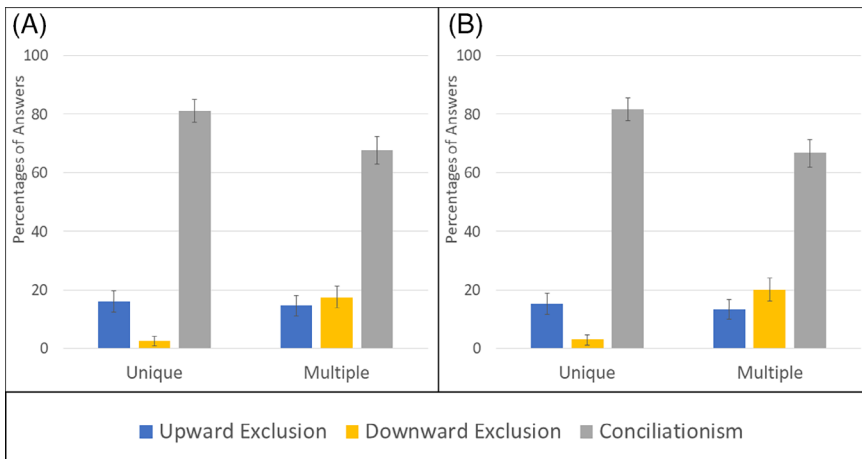 (A)
Percentages of Answers
100
80
60
40
20
0
Unique
Multiple
(B)
Percentages of Answers
100
80
60
40
20
0
Unique
Multiple
Upward Exclusion
Downward Exclusion
Conciliationism